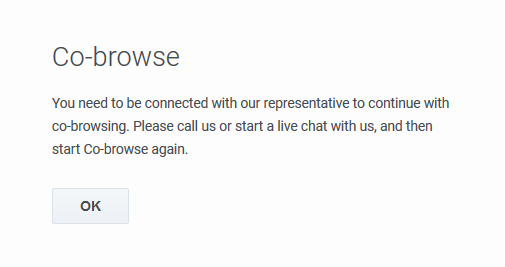 Co-browse
You need to be connected with our representative to continue with
co-browsing. Please call us or start a live chat with us, and then
start Co-browse again.
OK